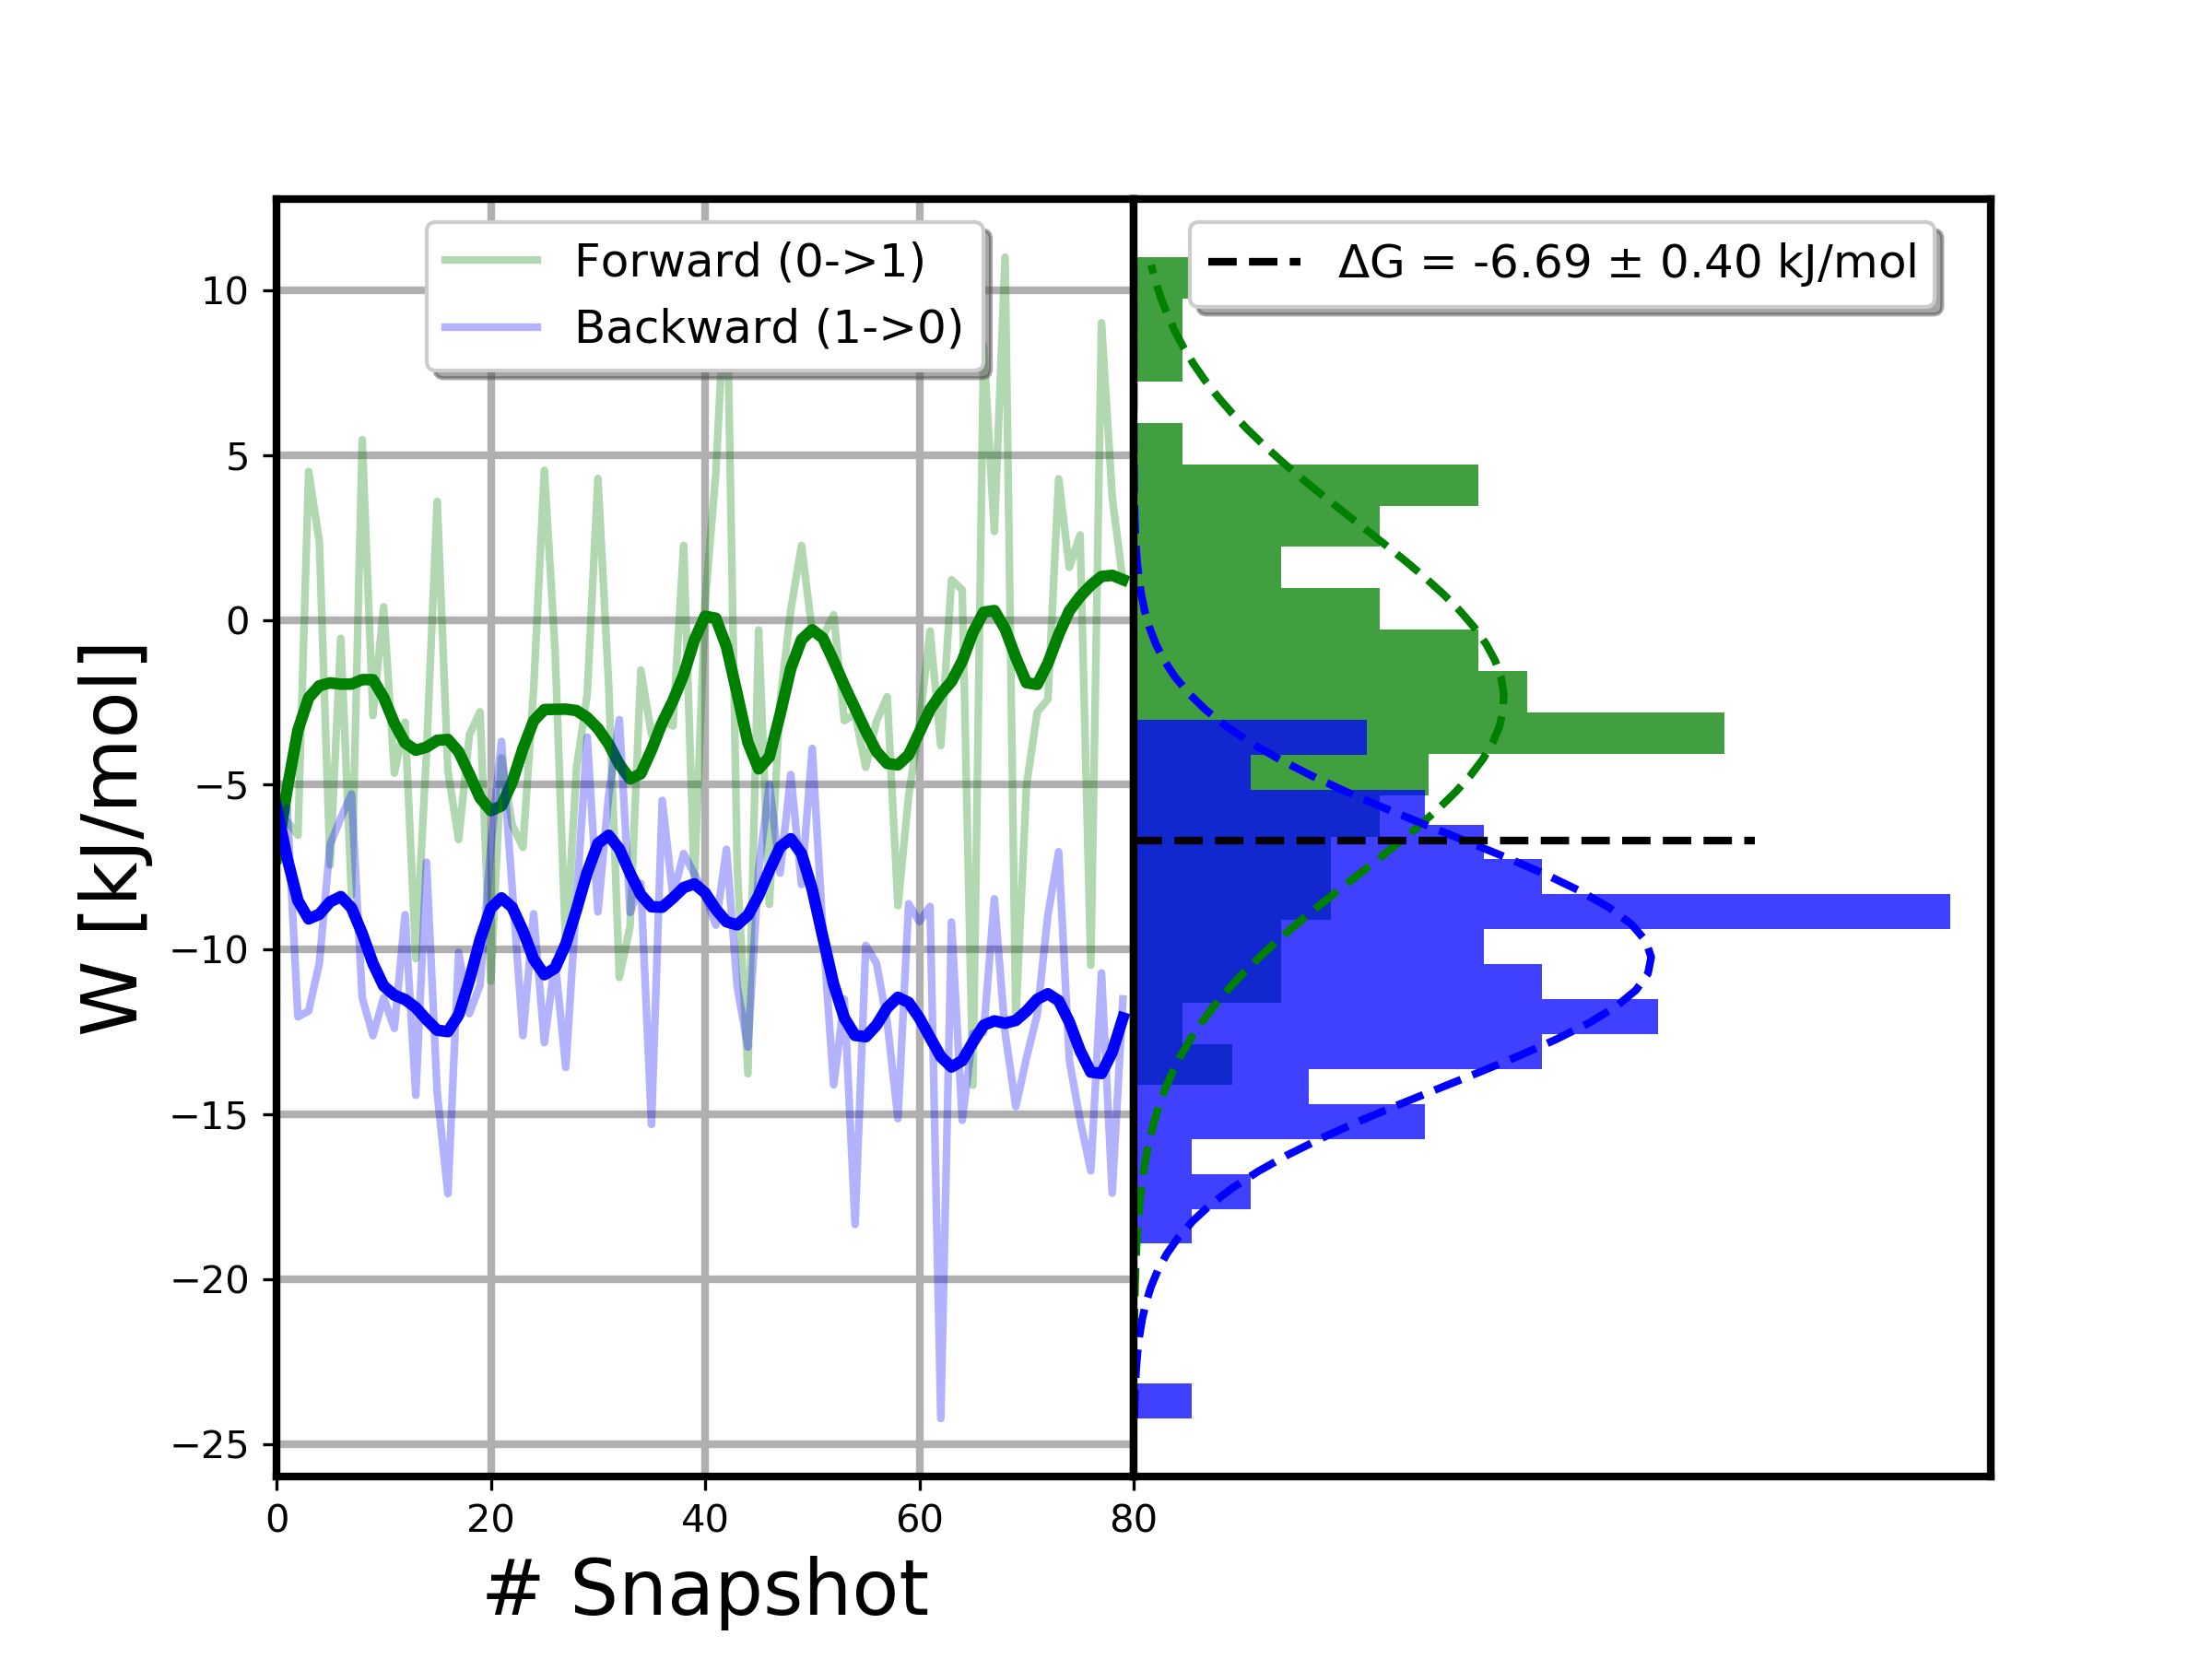 Forward (0->1)
Backward (1->0)
ΔG = -6.69 ± 0.40 kJ/mol
W [kJ/mol]
10
5
0
−5
−10
−15
−20
−25
0 20 40 60 80
# Snapshot